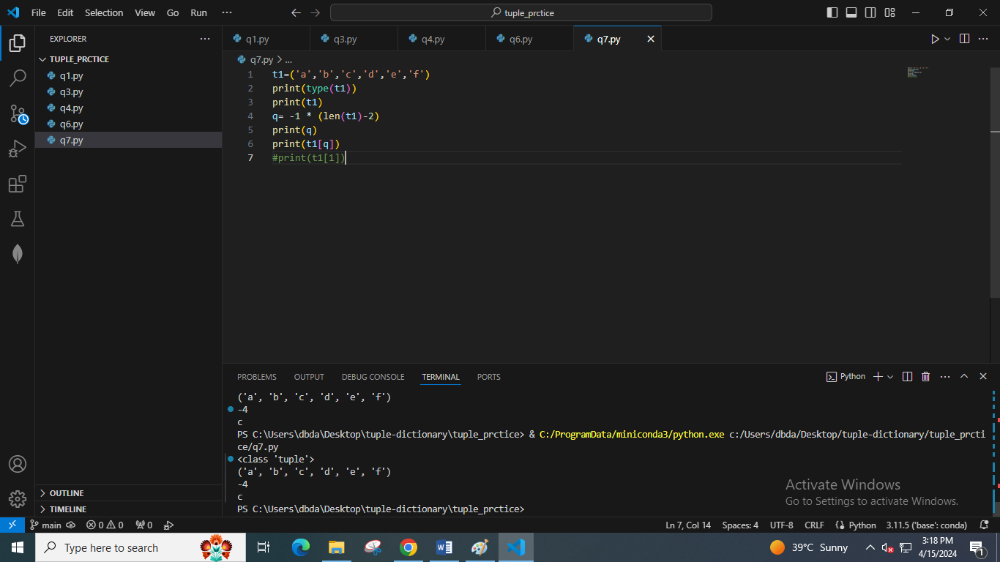 File Edit Selection View Go Run ··· tuple_prctice
EXPLORER ···
TUPLE_PRCTICE
q1.py
q3.py
q4.py
q6.py
q7.py
OUTLINE
TIMELINE
q1.py q3.py q4.py q6.py q7.py
q7.py > ...
1 t1=('a','b','c','d','e','f')
2 print(type(t1))
3 print(t1)
4 q= -1 * (len(t1)-2)
5 print(q)
6 print(t1[q])
7 #print(t1[1])
PROBLEMS OUTPUT DEBUG CONSOLE TERMINAL PORTS Python
('a', 'b', 'c', 'd', 'e', 'f')
-4
c
PS C:\Users\dbda\Desktop\tuple-dictionary\tuple_prctice> & C:/ProgramData/miniconda3/python.exe c:/Users/dbda/Desktop/tuple-dictionary/tuple_prcti
ce/q7.py
<class 'tuple'>
('a', 'b', 'c', 'd', 'e', 'f')
-4
c
PS C:\Users\dbda\Desktop\tuple-dictionary\tuple_prctice>
Activate Windows
Go to Settings to activate Windows.
main 0 0 0 Ln 7, Col 14 Spaces: 4 UTF-8 CRLF Python 3.11.5 ('base': conda)
Type here to search 39°C Sunny 3:18 PM
4/15/2024 1